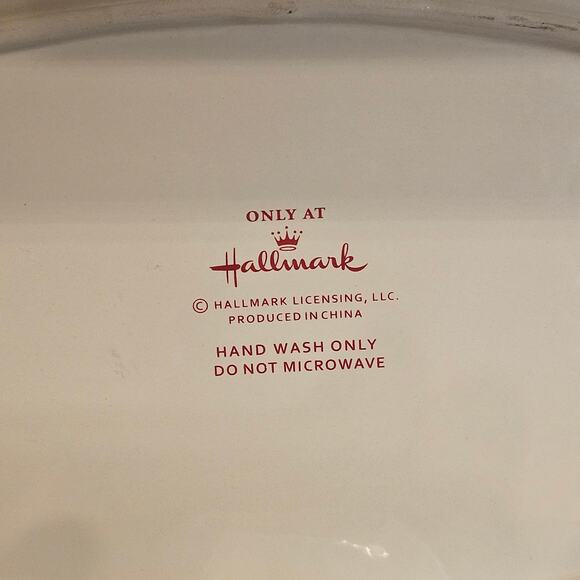 ONLY AT
Hallmark
© HALLMARK LICENSING, LLC.
PRODUCED IN CHINA
HAND WASH ONLY
DO NOT MICROWAVE